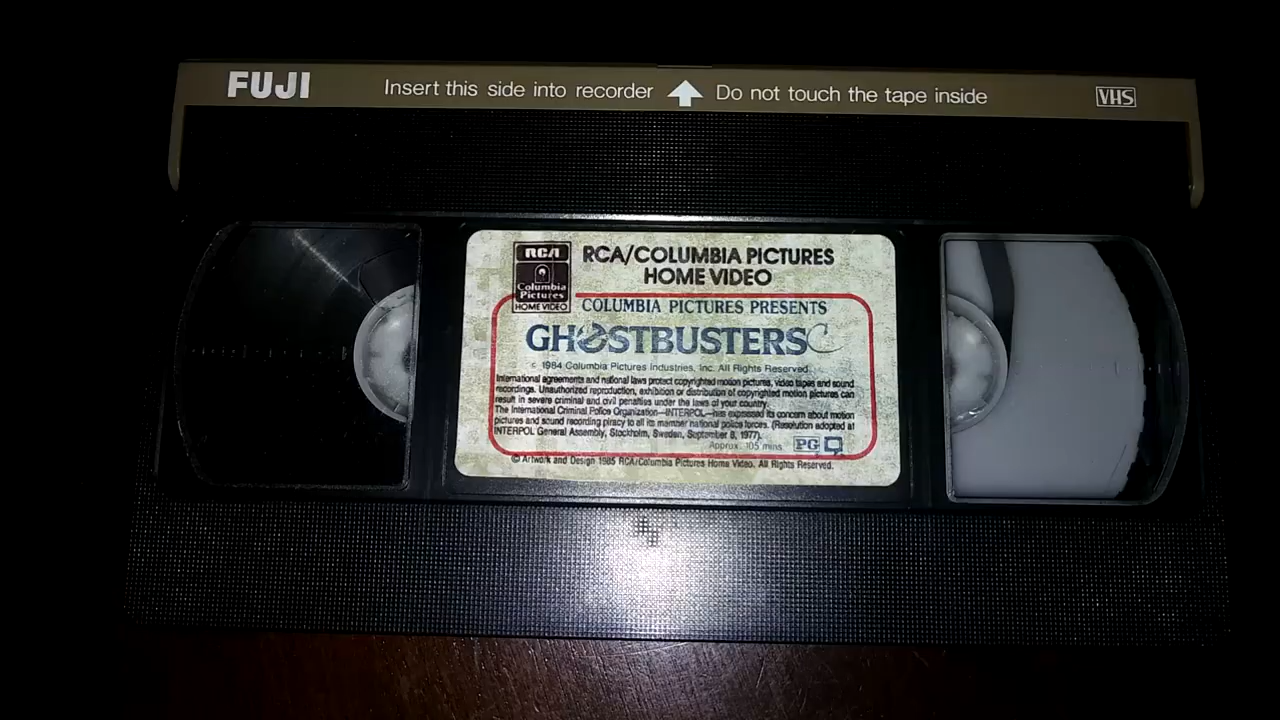 FUJI Insert this side into recorder Do not touch the tape inside VHS
RCA
Columbia
Pictures
HOME VIDEO
RCA/COLUMBIA PICTURES
HOME VIDEO
COLUMBIA PICTURES PRESENTS
GHOSTBUSTERS
© 1984 Columbia Pictures Industries, Inc. All Rights Reserved.
International agreements and national laws protect copyrighted motion pictures, video tapes and sound
recordings. Unauthorized reproduction, exhibition or distribution of copyrighted motion pictures can
result in severe criminal and civil penalties under the laws of your country.
The International Criminal Police Organization—INTERPOL—has expressed its concern about motion
pictures and sound recording piracy to all its member national police forces. (Resolution adopted at
INTERPOL General Assembly, Stockholm, Sweden, September 8, 1977).
Approx. 105 mins. PG
© Artwork and Design 1985 RCA/Columbia Pictures Home Video. All Rights Reserved.